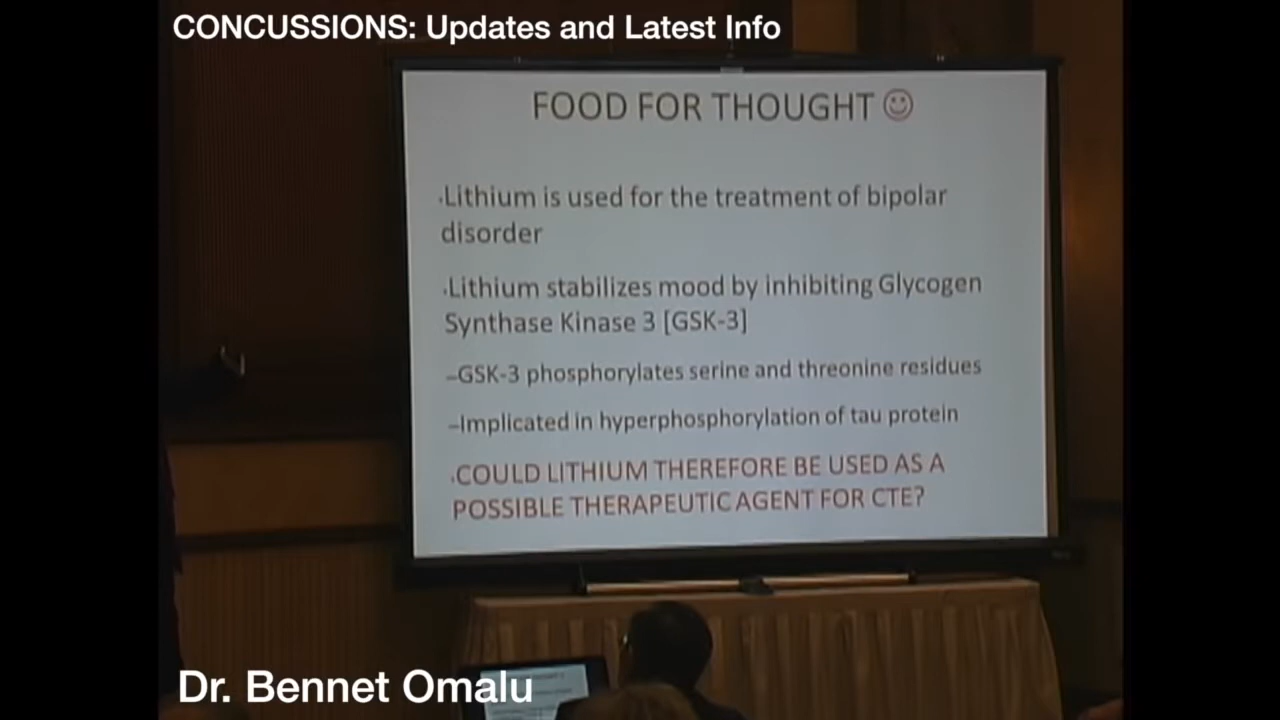 CONCUSSIONS: Updates and Latest Info
FOOD FOR THOUGHT ☺
·Lithium is used for the treatment of bipolar
disorder
·Lithium stabilizes mood by inhibiting Glycogen
Synthase Kinase 3 [GSK-3]
–GSK-3 phosphorylates serine and threonine residues
–Implicated in hyperphosphorylation of tau protein
·COULD LITHIUM THEREFORE BE USED AS A
POSSIBLE THERAPEUTIC AGENT FOR CTE?
Dr. Bennet Omalu